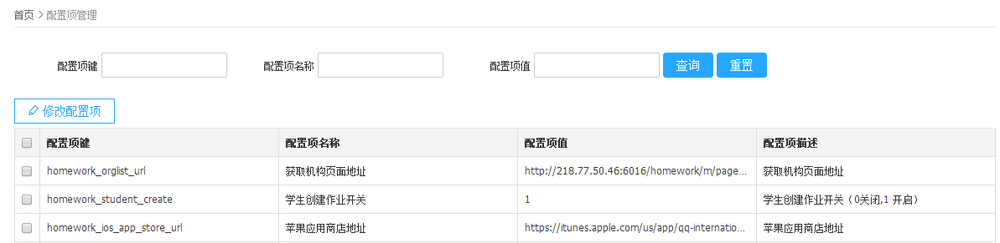 首页 > 配置项管理
配置项键 配置项名称 配置项值 查询 重置
修改配置项
配置项键 配置项名称 配置项值 配置项描述
homework_orglist_url 获取机构页面地址 http://218.77.50.46:6016/homework/m/page... 获取机构页面地址
homework_student_create 学生创建作业开关 1 学生创建作业开关（0关闭,1 开启）
homework_ios_app_store_url 苹果应用商店地址 https://itunes.apple.com/us/app/qq-internatio... 苹果应用商店地址